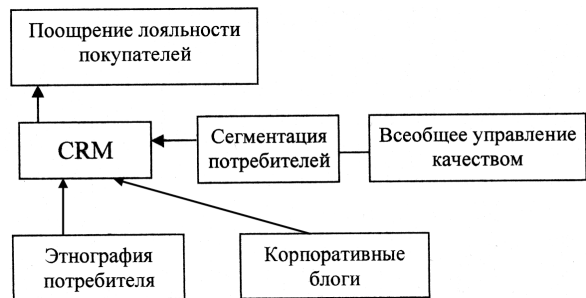 Поощрение лояльности
покупателей
CRM
Сегментация
потребителей
Всеобщее управление
качеством
Этнография
потребителя
Корпоративные
блоги